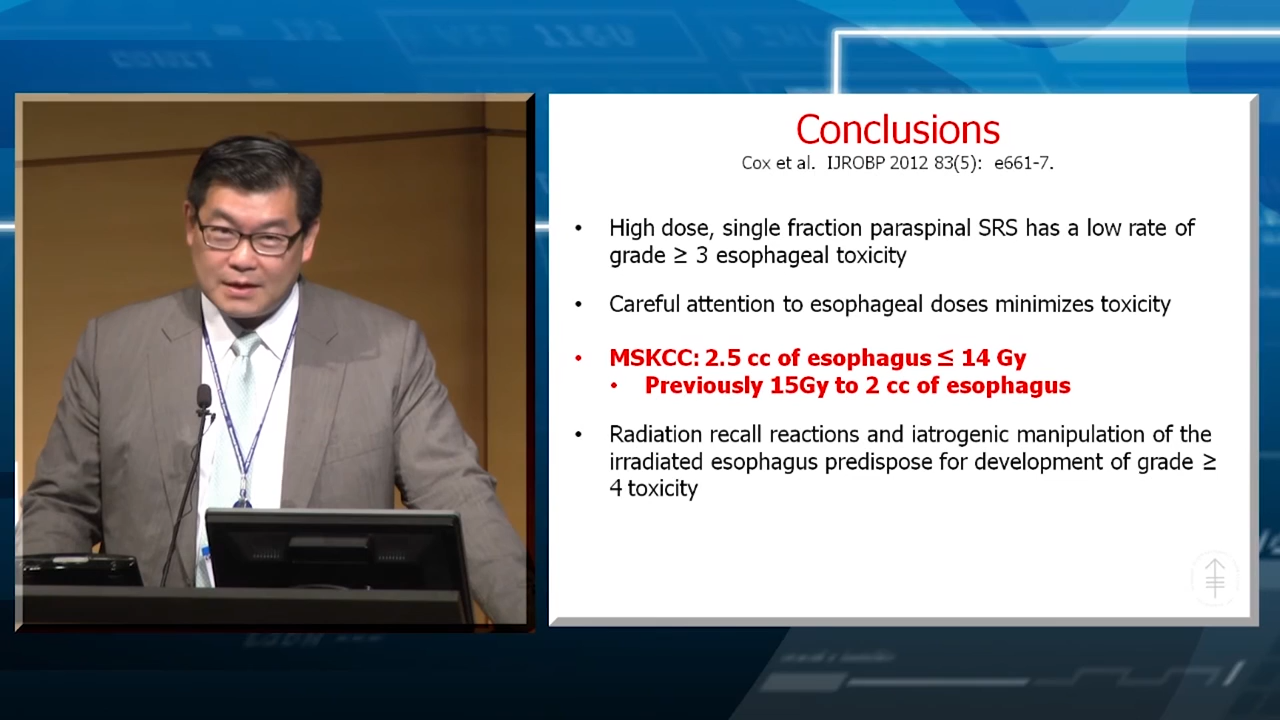 Conclusions
Cox et al. IJROBP 2012 83(5): e661-7.
• High dose, single fraction paraspinal SRS has a low rate of
grade ≥ 3 esophageal toxicity
• Careful attention to esophageal doses minimizes toxicity
• MSKCC: 2.5 cc of esophagus ≤ 14 Gy
• Previously 15Gy to 2 cc of esophagus
• Radiation recall reactions and iatrogenic manipulation of the
irradiated esophagus predispose for development of grade ≥
4 toxicity